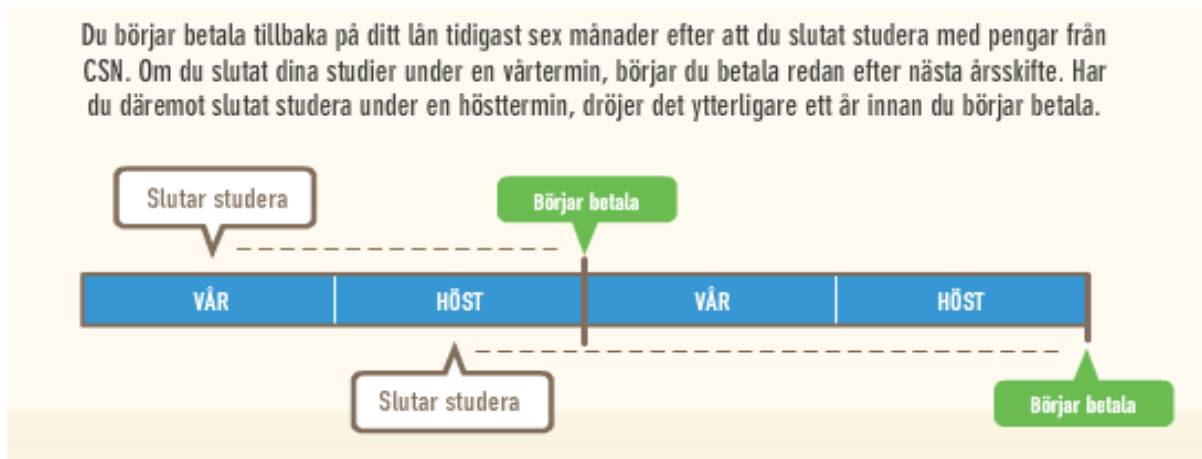 Du börjar betala tillbaka på ditt lån tidigast sex månader efter att du slutat studera med pengar från
CSN. Om du slutat dina studier under en vårtermin, börjar du betala redan efter nästa årsskifte. Har
du däremot slutat studera under en hösttermin, dröjer det ytterligare ett år innan du börjar betala.
Slutar studera
Börjar betala
VÅR
HÖST
VÅR
HÖST
Slutar studera
Börjar betala